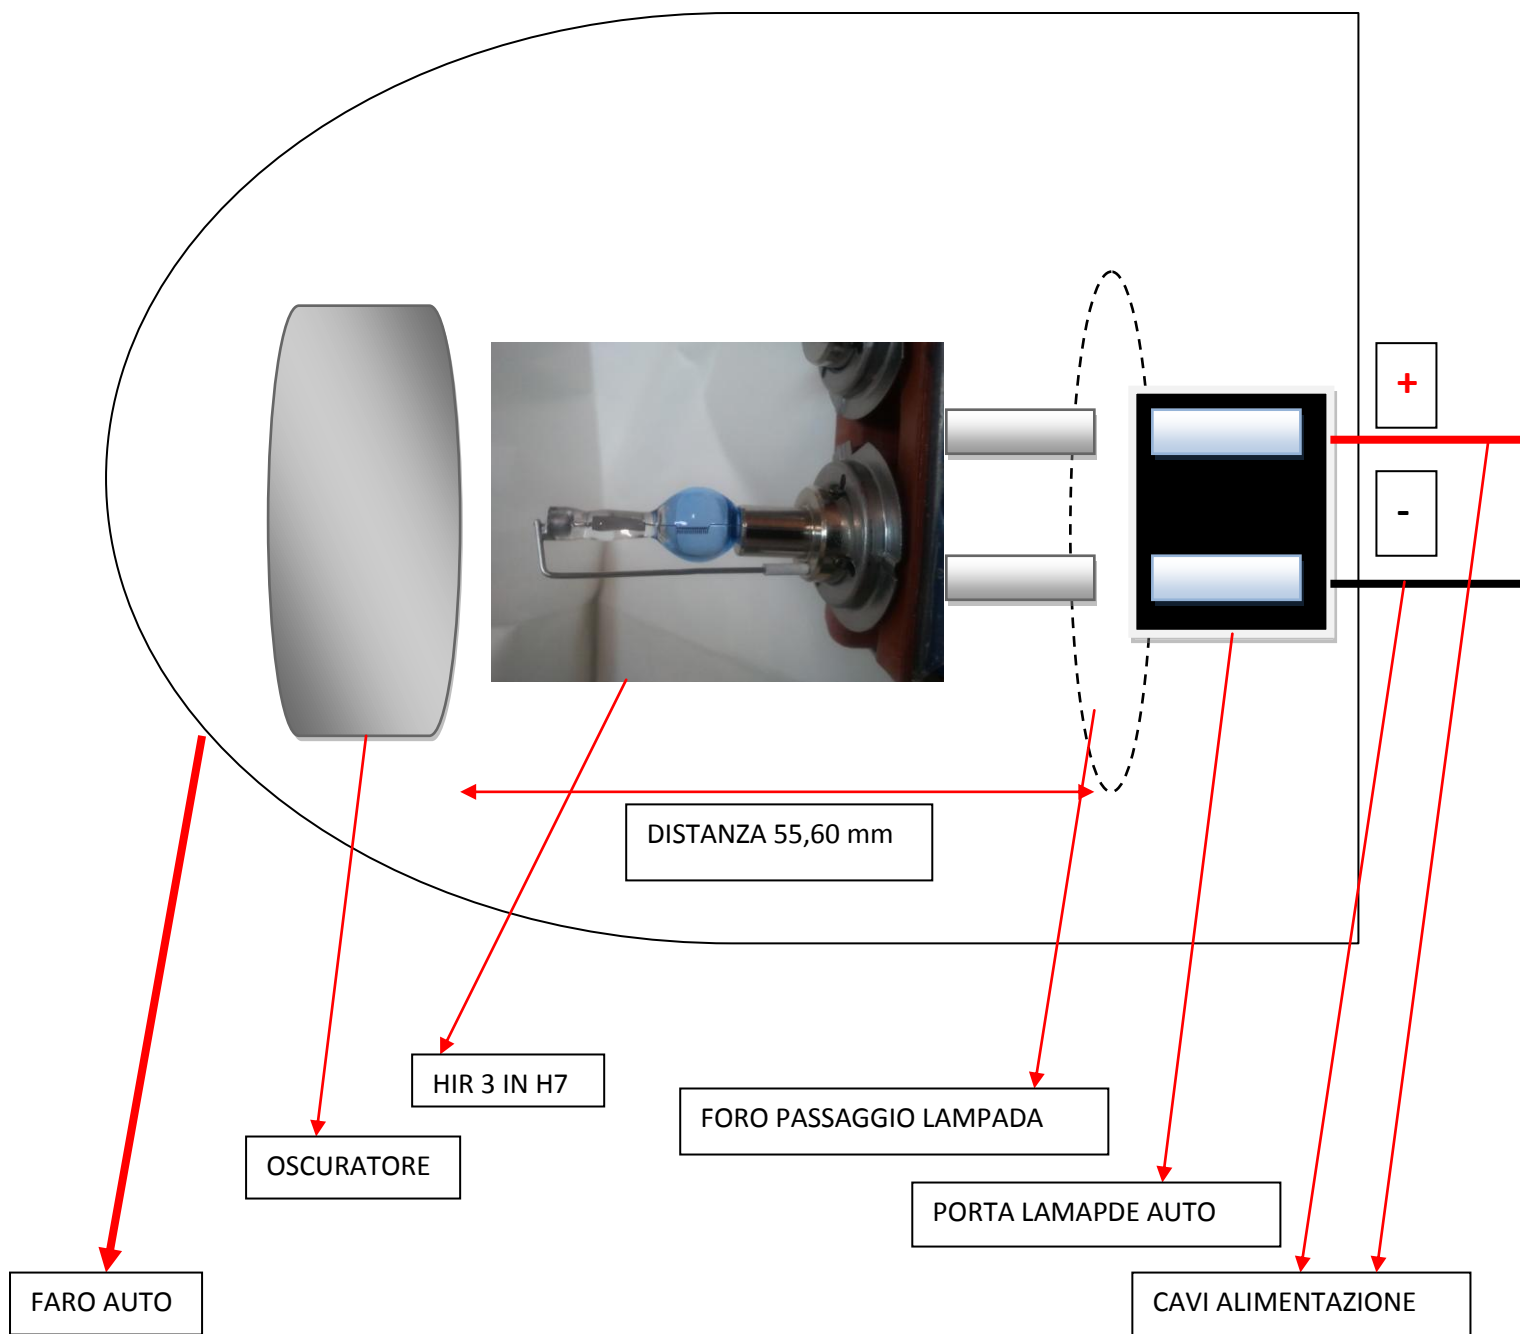 +
-
DISTANZA 55,60 mm
HIR 3 IN H7
FORO PASSAGGIO LAMPADA
OSCURATORE
PORTA LAMAPDE AUTO
FARO AUTO
CAVI ALIMENTAZIONE